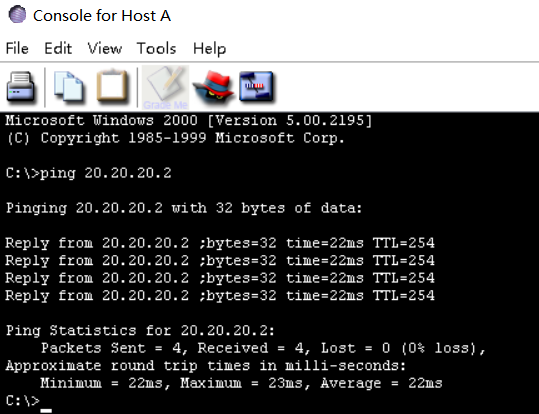 Console for Host A
File Edit View Tools Help
Grade Me
Microsoft Windows 2000 [Version 5.00.2195]
(C) Copyright 1985-1999 Microsoft Corp.
C:\>ping 20.20.20.2
Pinging 20.20.20.2 with 32 bytes of data:
Reply from 20.20.20.2 ;bytes=32 time=22ms TTL=254
Reply from 20.20.20.2 ;bytes=32 time=22ms TTL=254
Reply from 20.20.20.2 ;bytes=32 time=22ms TTL=254
Reply from 20.20.20.2 ;bytes=32 time=22ms TTL=254
Ping Statistics for 20.20.20.2:
Packets Sent = 4, Received = 4, Lost = 0 (0% loss),
Approximate round trip times in milli-seconds:
Minimum = 22ms, Maximum = 23ms, Average = 22ms
C:\>